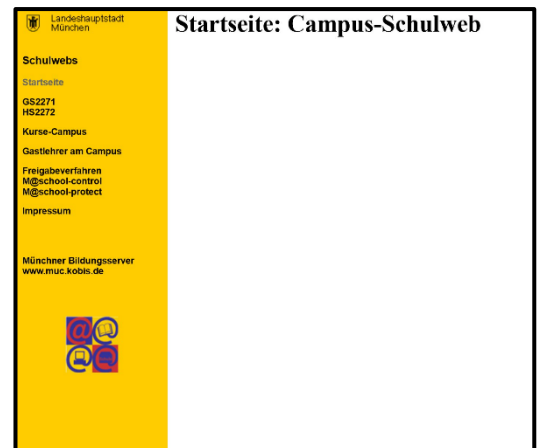 Landeshauptstadt
München
Startseite: Campus-Schulweb
Schulwebs
Startseite
GS2271
HS2272
Kurse-Campus
Gastlehrer am Campus
Freigabeverfahren
M@school-control
M@school-protect
Impressum
Münchner Bildungsserver
www.muc.kobis.de